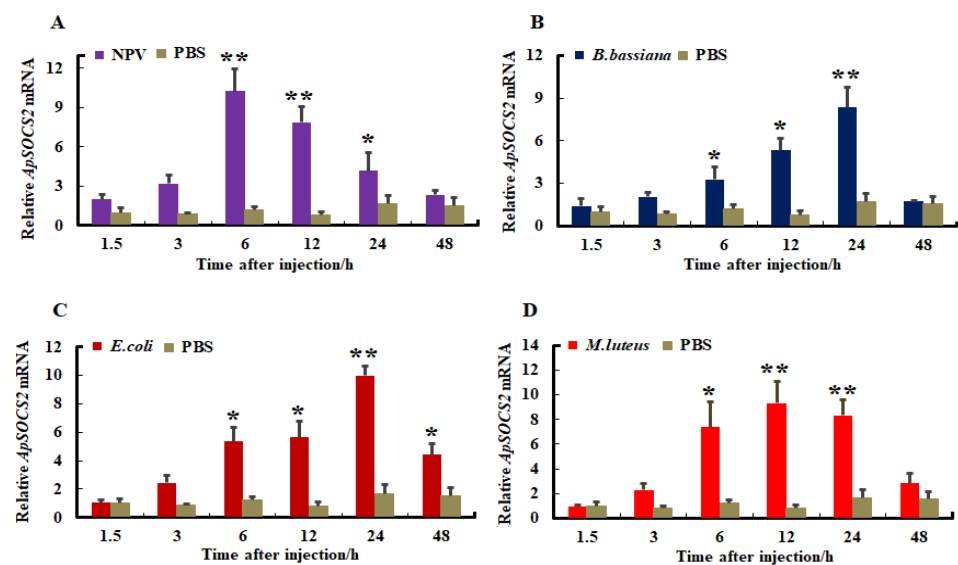 A
NPV PBS
Relative ApSOCS2 mRNA
12
9
6
3
0
** ** *
1.5 3 6 12 24 48
Time after injection/h
B
B.bassiana PBS
Relative ApSOCS2 mRNA
12
9
6
3
0
* * **
1.5 3 6 12 24 48
Time after injection/h
C
E.coli PBS
Relative ApSOCS2 mRNA
12
10
8
6
4
2
0
* * ** *
1.5 3 6 12 24 48
Time after injection/h
D
M.luteus PBS
Relative ApSOCS2 mRNA
14
12
10
8
6
4
2
0
* ** **
1.5 3 6 12 24 48
Time after injection/h